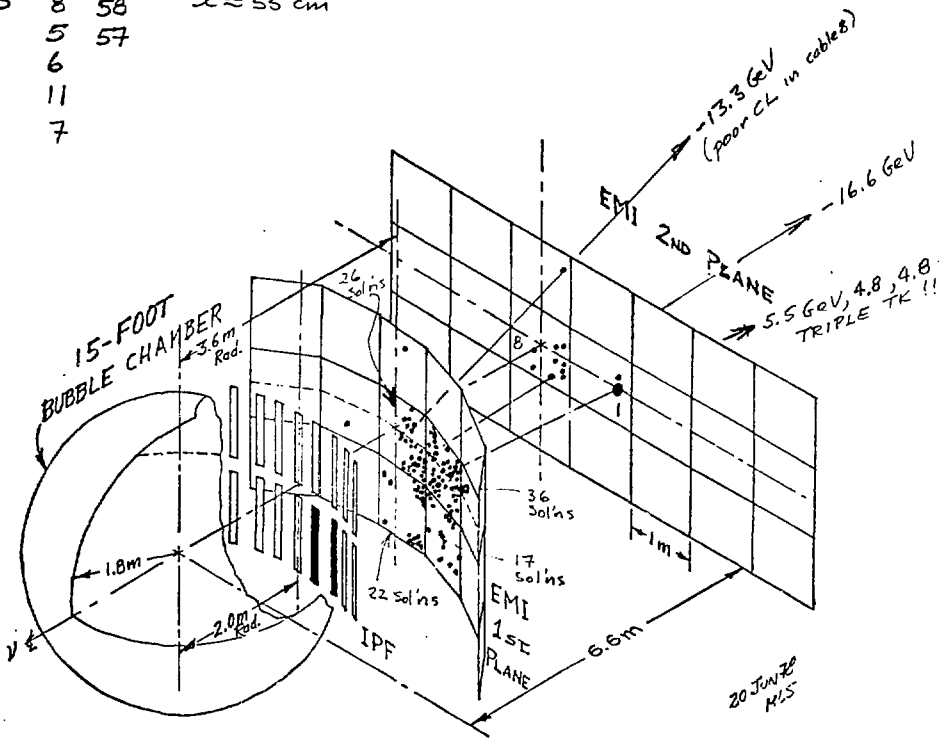 8 58 x ≈ 55 cm
5 57
6
11
7
-13.3 GeV
(poor CL in cables)
-16.6 GeV
EMI 2ND PLANE
5.5 GeV, 4.8, 4.8
TRIPLE TK !!
26
Sol'ns
15-FOOT
BUBBLE CHAMBER
3.6m
Rad.
8
1
36
Sol'ns
17
Sol'ns
1m
1.8m
22 Sol'ns
EMI
1st
PLANE
2.0m
Rad.
IPF
6.6m
ν ℄
20 JUN 78
MLS